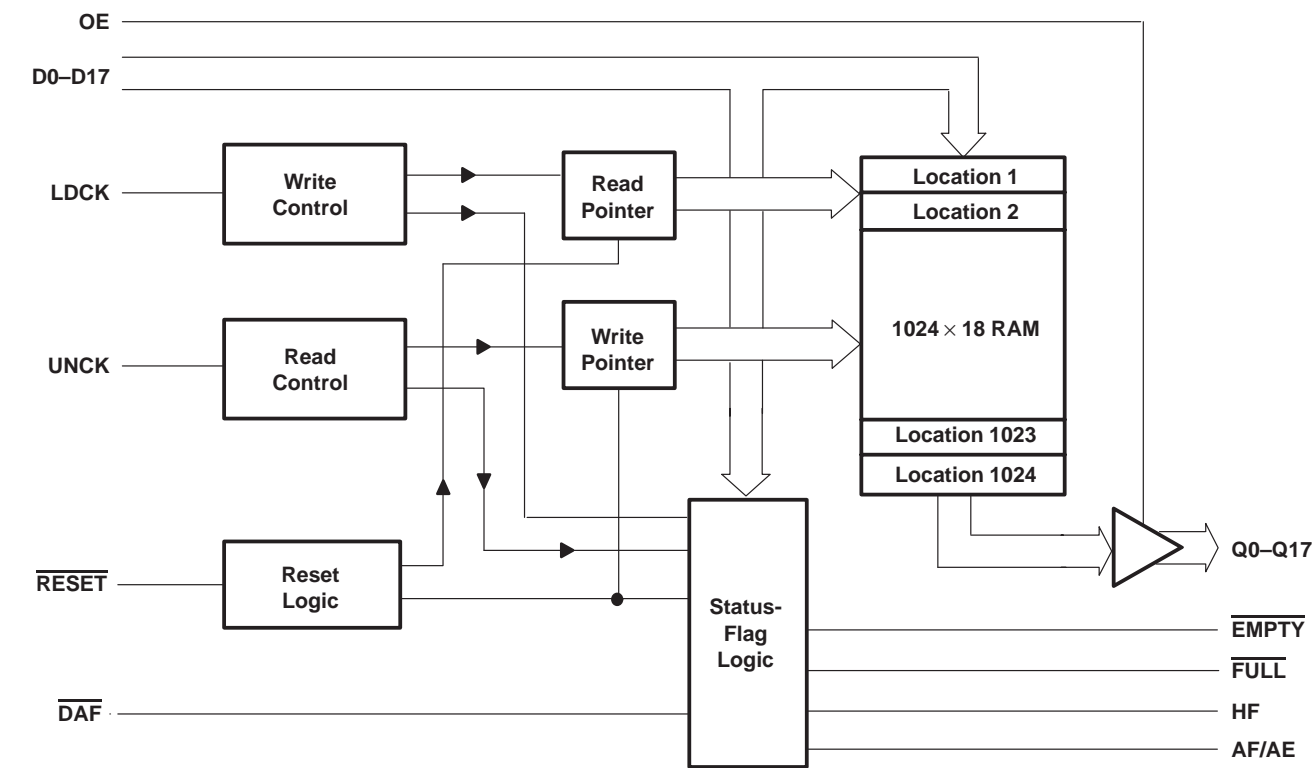 OE
D0–D17
LDCK
Write
Control
Read
Pointer
Location 1
Location 2
1024 × 18 RAM
Location 1023
Location 1024
UNCK
Read
Control
Write
Pointer
RESET
Reset
Logic
DAF
Status-
Flag
Logic
Q0–Q17
EMPTY
FULL
HF
AF/AE